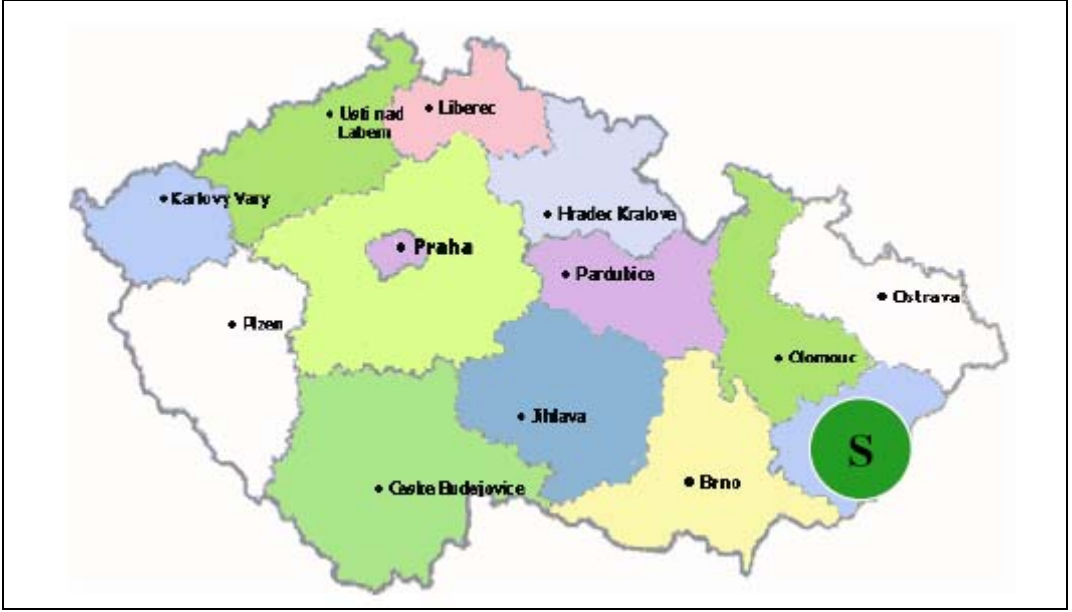 Usti nad
Labem
Liberec
Karlovy Vary
Hradec Kralove
Praha
Pardubice
Ostrava
Plzen
Olomouc
Jihlava
S
Brno
Ceske Budejovice